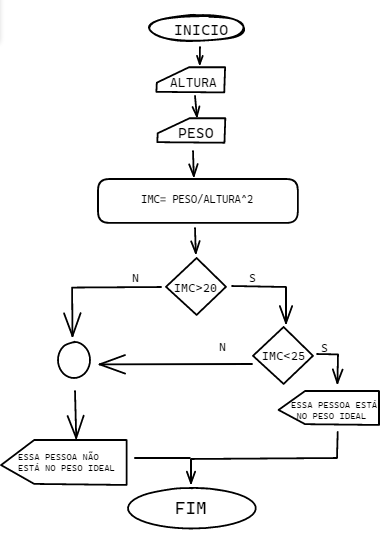 INICIO
ALTURA
PESO
IMC= PESO/ALTURA^2
N
IMC>20
S
N
IMC<25
S
ESSA PESSOA ESTÁ
NO PESO IDEAL
ESSA PESSOA NÃO
ESTÁ NO PESO IDEAL
FIM